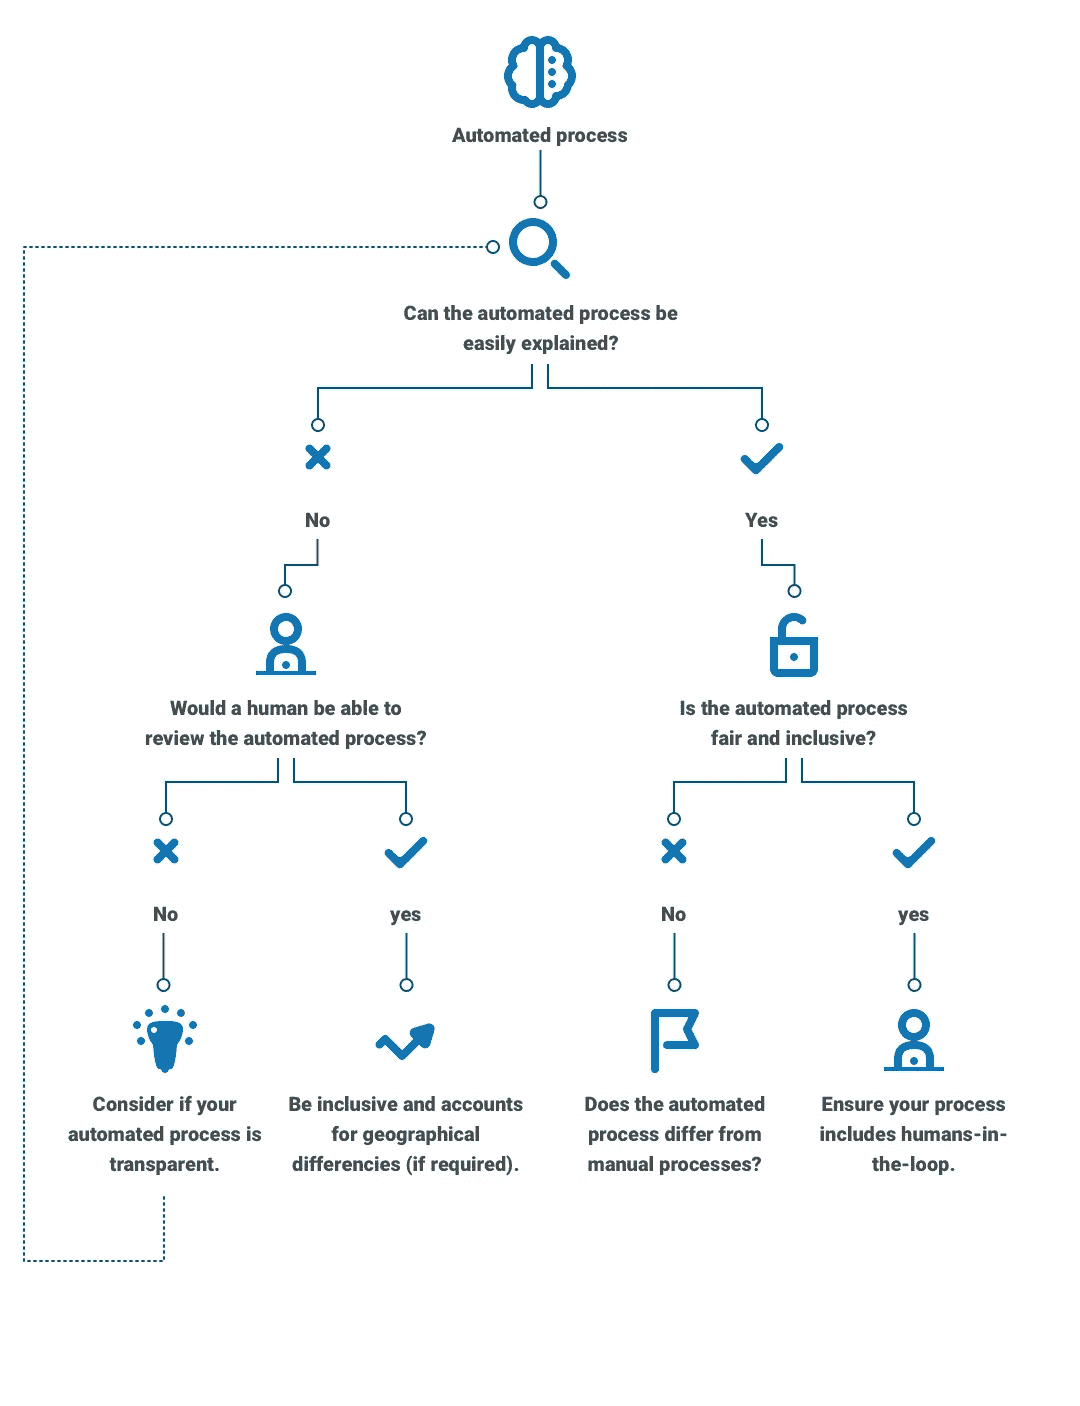 Automated process
Can the automated process be
easily explained?
No
Yes
Would a human be able to
review the automated process?
Is the automated process
fair and inclusive?
No
yes
No
yes
Consider if your
automated process is
transparent.
Be inclusive and accounts
for geographical
differencies (if required).
Does the automated
process differ from
manual processes?
Ensure your process
includes humans-in-
the-loop.